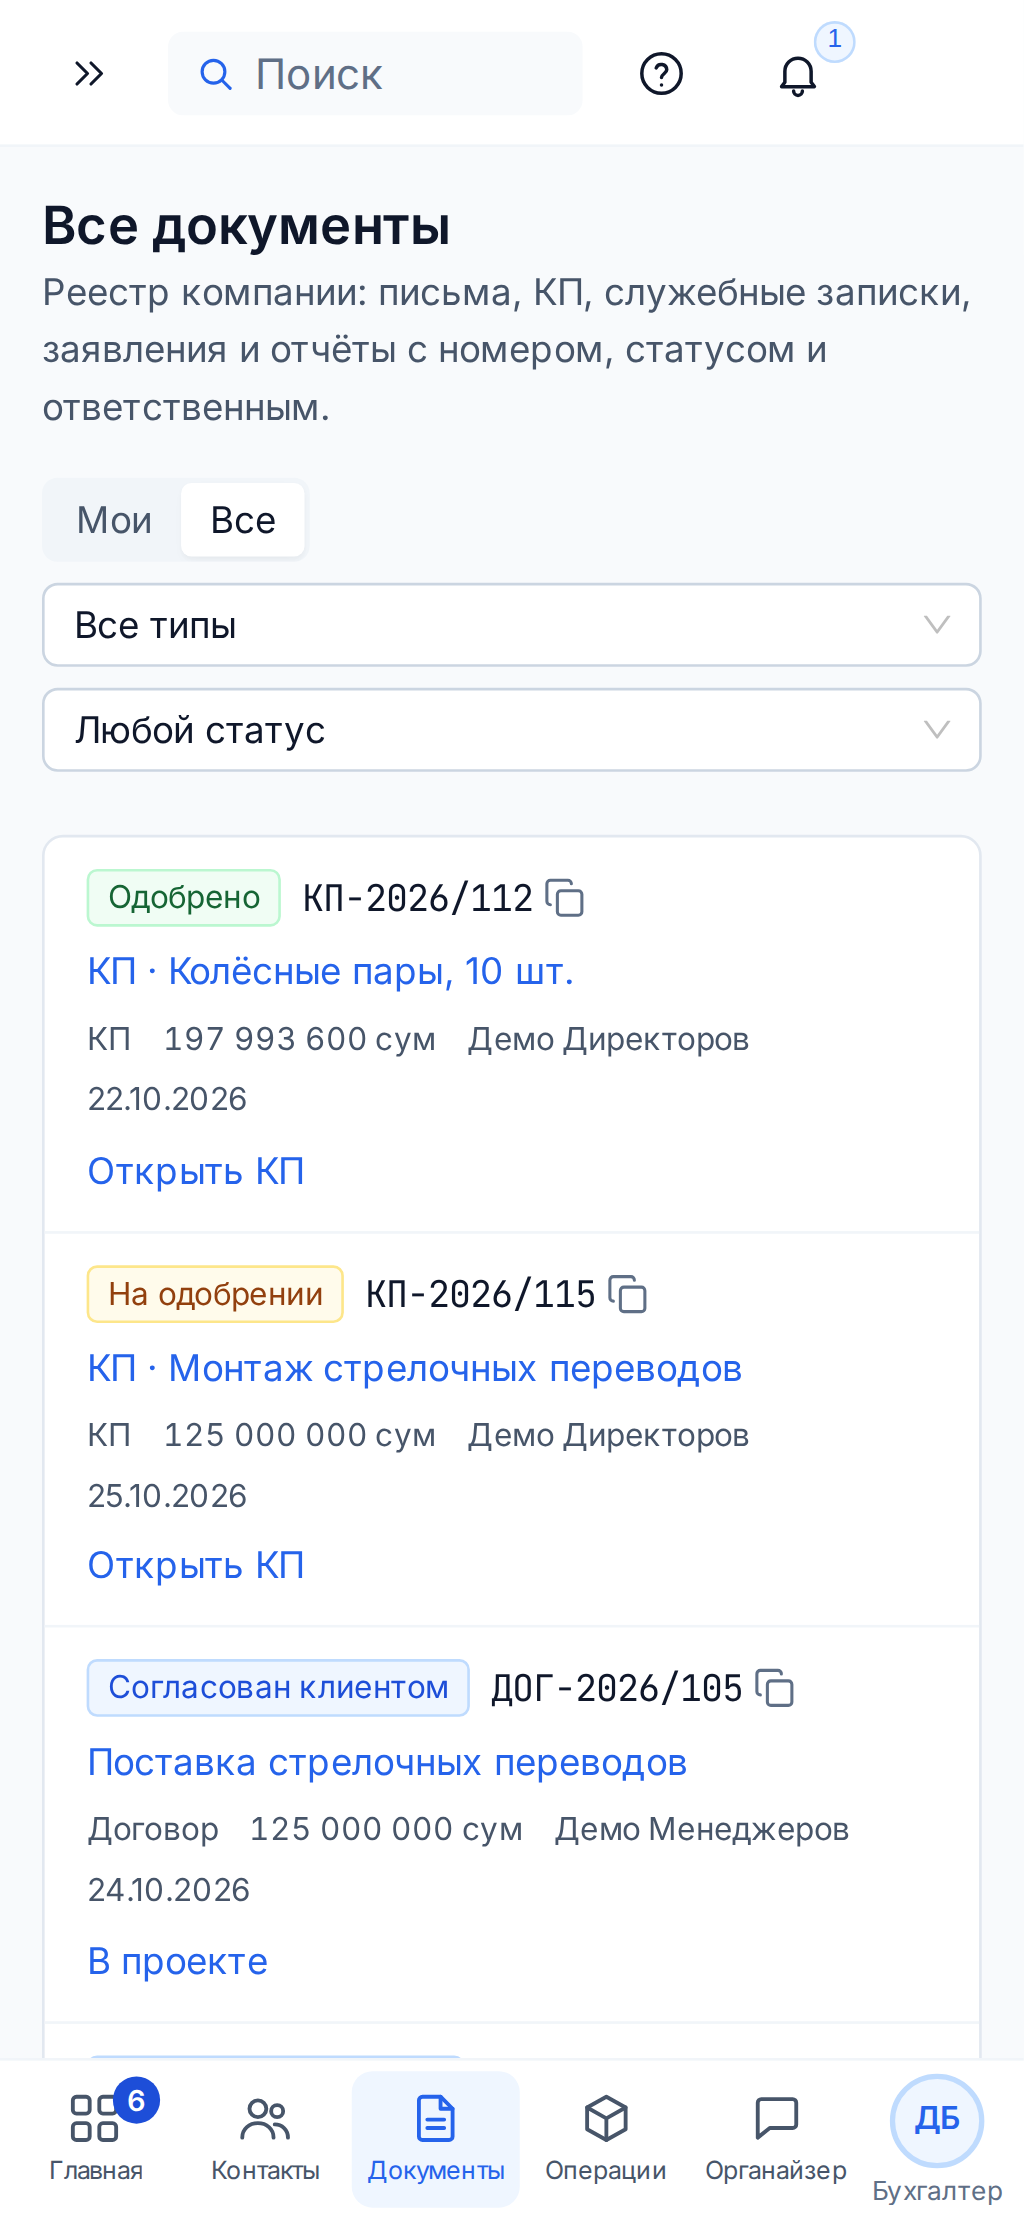 Поиск
1
Все документы
Реестр компании: письма, КП, служебные записки,
заявления и отчёты с номером, статусом и
ответственным.
Мои Все
Все типы
Любой статус
Одобрено КП-2026/112
КП · Колёсные пары, 10 шт.
КП 197 993 600 сум Демо Директоров
22.10.2026
Открыть КП
На одобрении КП-2026/115
КП · Монтаж стрелочных переводов
КП 125 000 000 сум Демо Директоров
25.10.2026
Открыть КП
Согласован клиентом ДОГ-2026/105
Поставка стрелочных переводов
Договор 125 000 000 сум Демо Менеджеров
24.10.2026
В проекте
6 ДБ
Главная Контакты Документы Операции Органайзер Бухгалтер